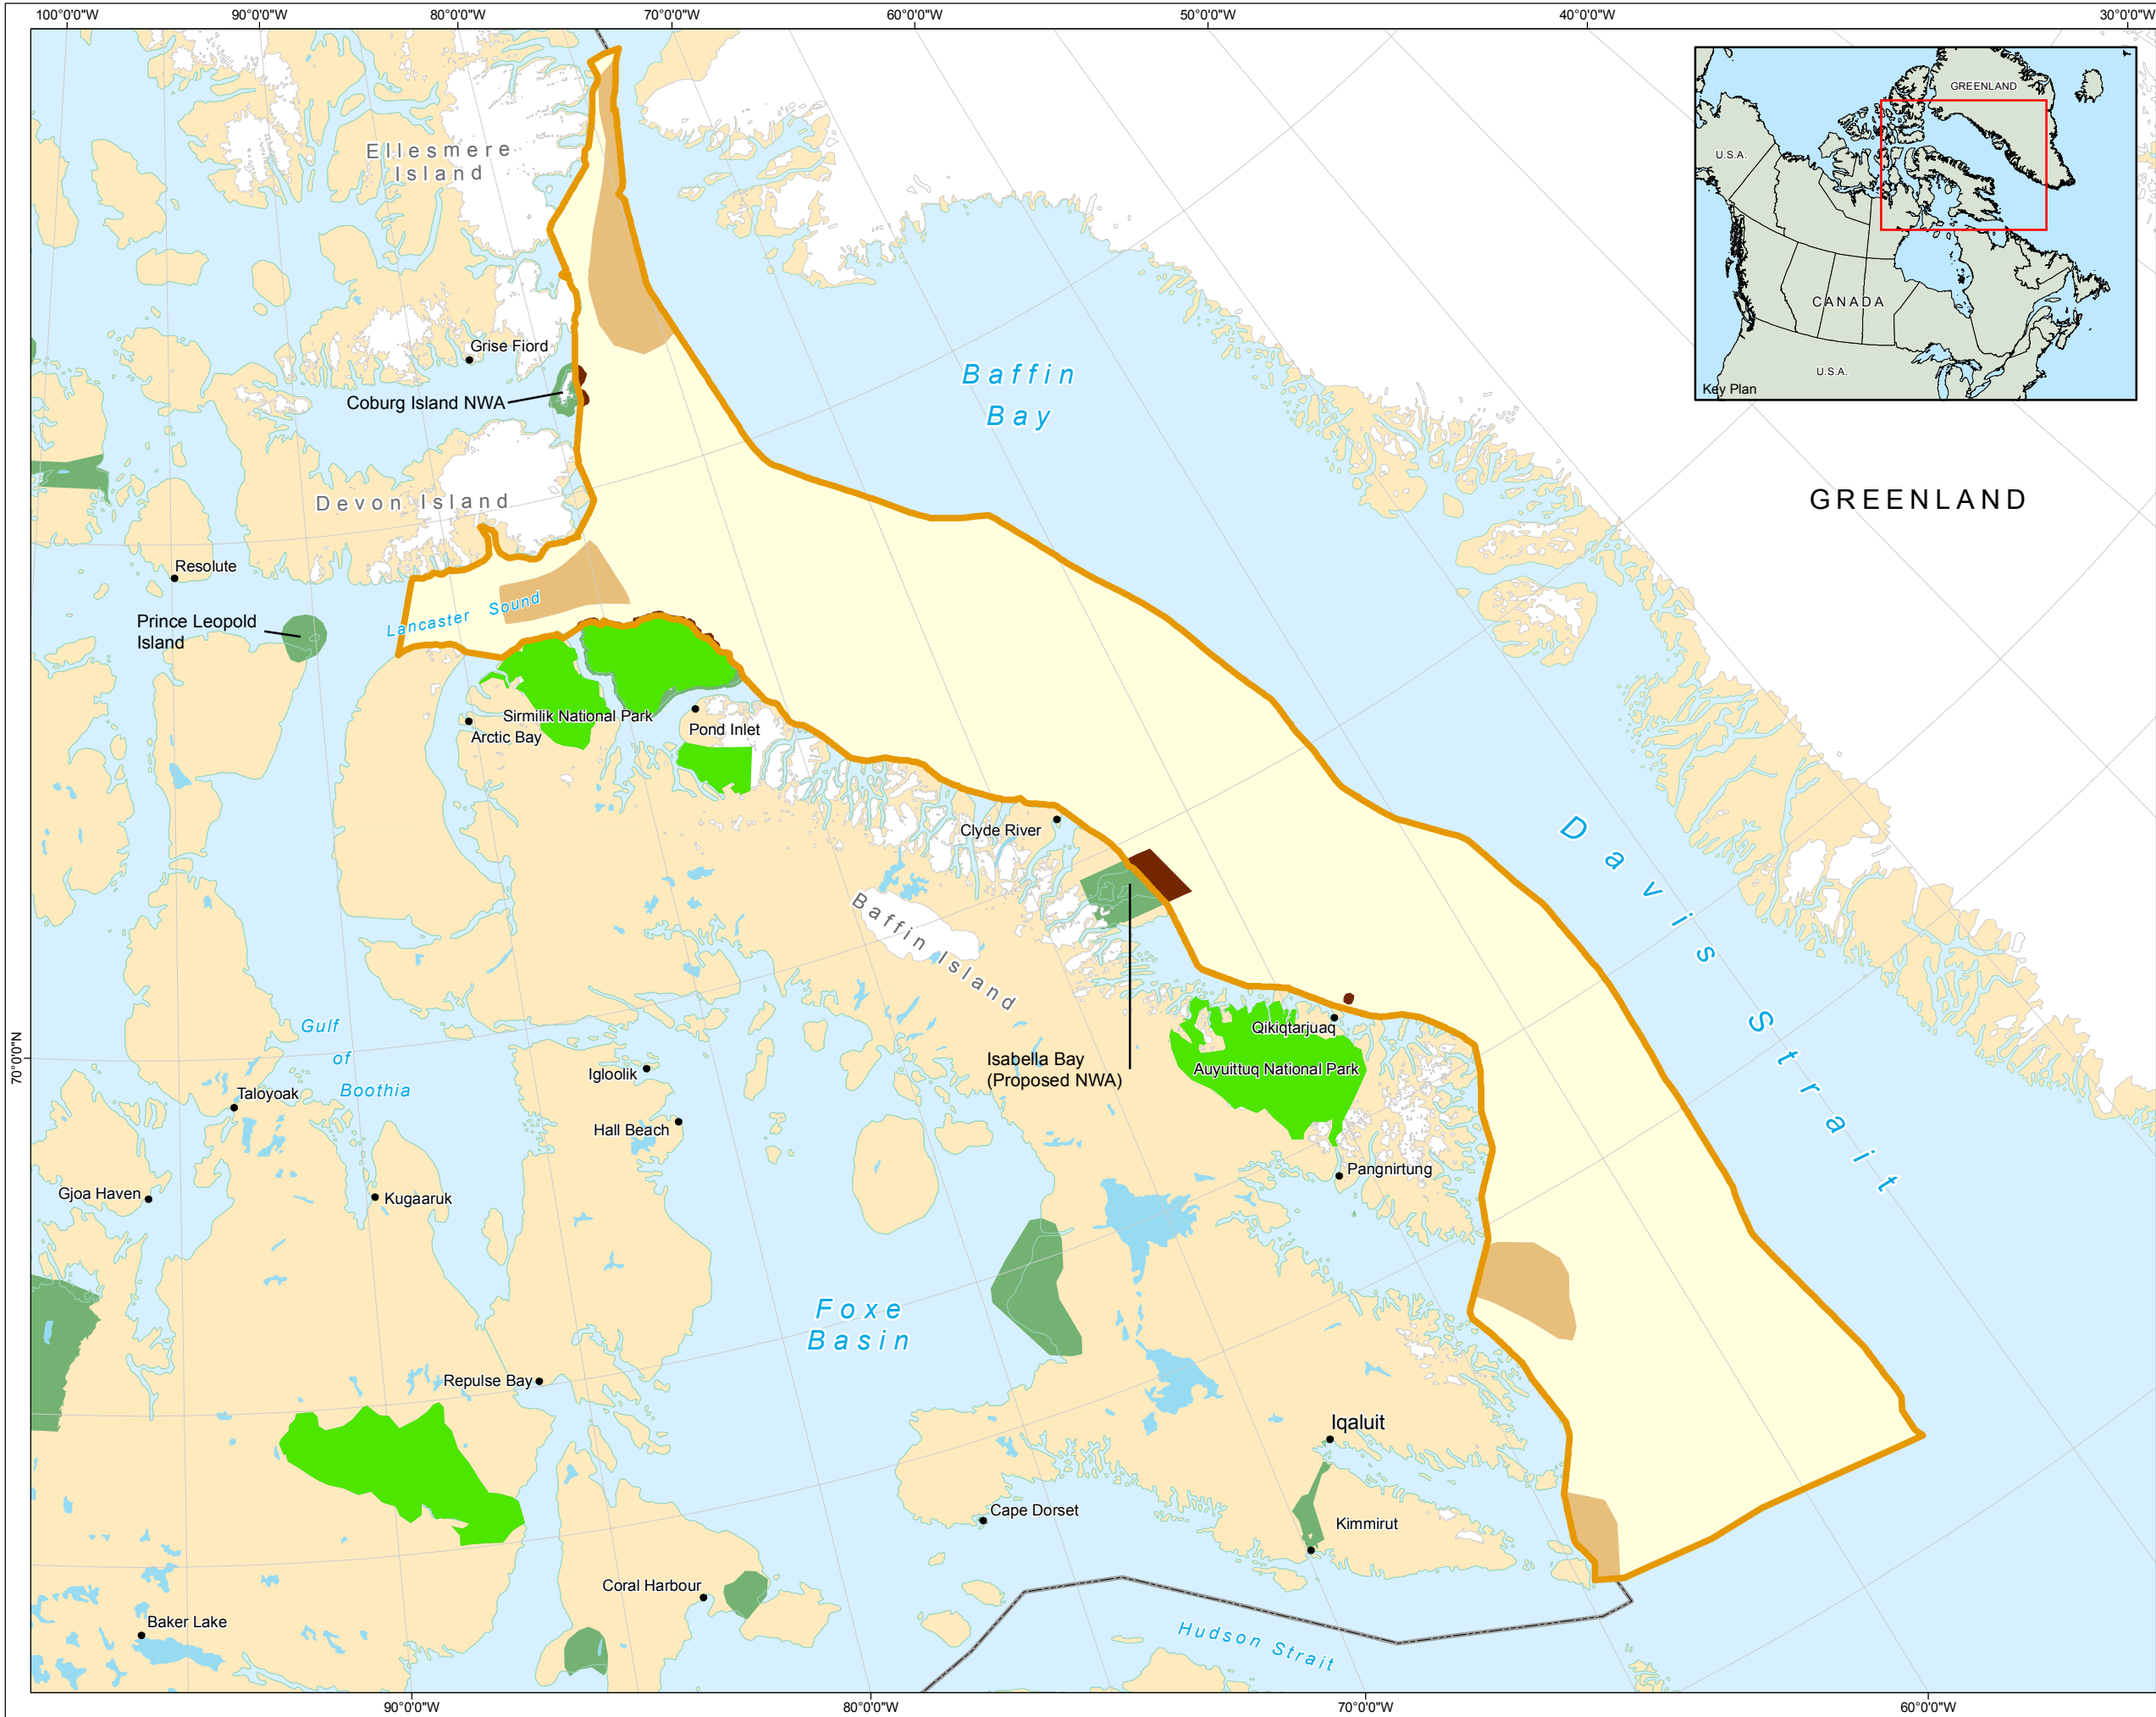 100°0'0"W
90°0'0"W
80°0'0"W
70°0'0"W
60°0'0"W
50°0'0"W
40°0'0"W
30°0'0"W
GREENLAND
U.S.A.
CANADA
U.S.A.
Key Plan
Ellesmere
Island
Grise Fiord
Coburg Island NWA
Baffin
Bay
Devon Island
GREENLAND
Resolute
Prince Leopold
Island
Lancaster Sound
Sirmilik National Park
Arctic Bay
Pond Inlet
Clyde River
Davis Strait
Baffin Island
Qikiqtarjuaq
Isabella Bay
(Proposed NWA)
Auyuittuq National Park
Gulf
of
Boothia
70°0'0"N
Igloolik
Taloyoak
Hall Beach
Pangnirtung
Gjoa Haven
Kugaaruk
Foxe
Basin
Repulse Bay
Iqaluit
Cape Dorset
Kimmirut
Coral Harbour
Baker Lake
Hudson Strait
90°0'0"W
80°0'0"W
70°0'0"W
60°0'0"W